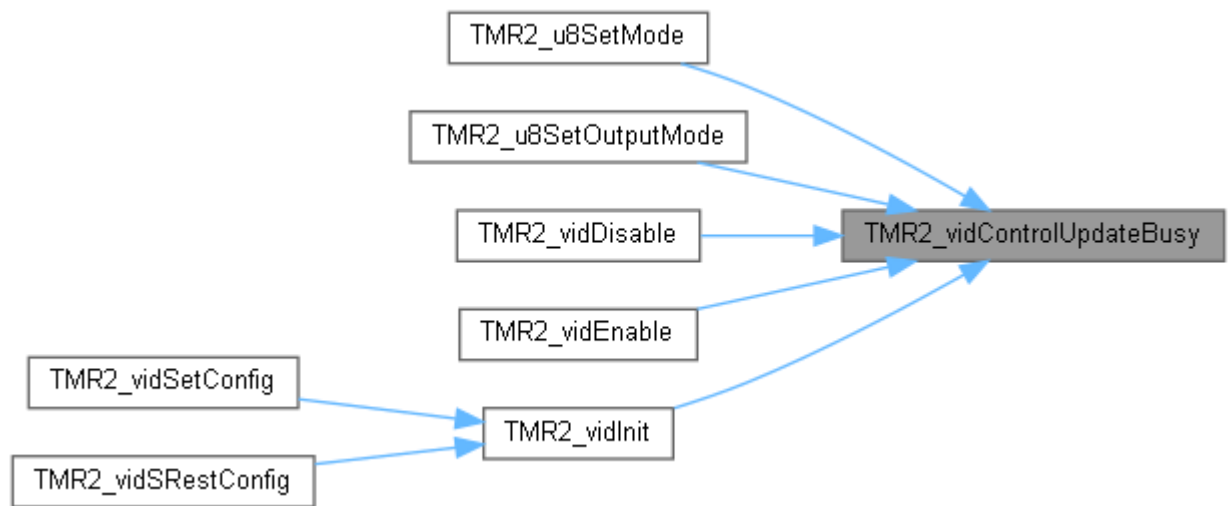 TMR2_u8SetMode
TMR2_u8SetOutputMode
TMR2_vidDisable
TMR2_vidControlUpdateBusy
TMR2_vidEnable
TMR2_vidSetConfig
TMR2_vidInit
TMR2_vidSRestConfig